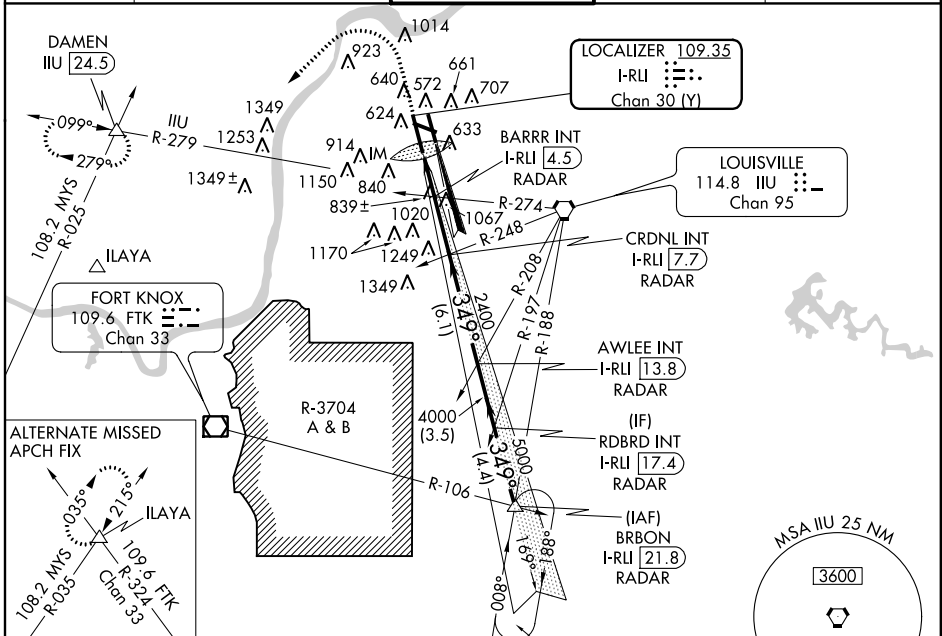 DAMEN
IIU 24.5
099°
279°
108.2 MYS
R-025
IIU
R-279
1349
1253
1349±
923
1014
640
572
661
707
624
633
914
IM
1150
840
839±
1020
1067
1170
1249
1349
LOCALIZER 109.35
I-RLI
Chan 30 (Y)
BARRR INT
I-RLI 4.5
RADAR
LOUISVILLE
114.8 IIU
Chan 95
R-274
R-248
R-208
R-197
R-188
CRDNL INT
I-RLI 7.7
RADAR
ILAYA
FORT KNOX
109.6 FTK
Chan 33
R-3704
A & B
349°
2400
(6.1)
AWLEE INT
I-RLI 13.8
RADAR
4000
(3.5)
(IF)
RDBRD INT
I-RLI 17.4
RADAR
349°
5000
(4.4)
R-106
(IAF)
BRBON
I-RLI 21.8
RADAR
169°
188°
008°
ALTERNATE MISSED
APCH FIX
035°
215°
ILAYA
108.2 MYS
R-035
109.6 FTK
R-324
Chan 33
MSA IIU 25 NM
3600